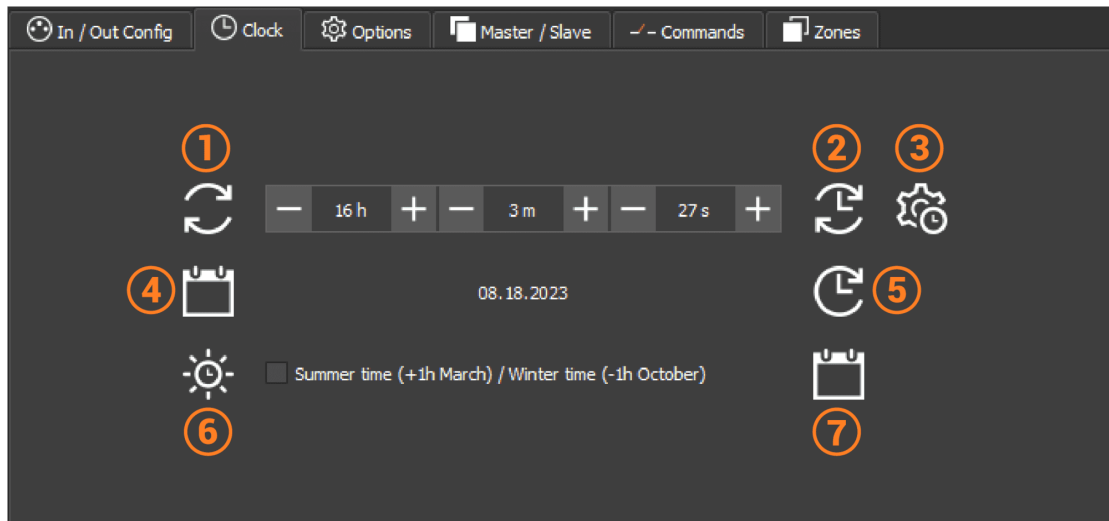 In / Out Config Clock Options Master / Slave Commands Zones
1 2 3
16 h 3 m 27 s
4 08.18.2023 5
Summer time (+1h March) / Winter time (-1h October)
6 7